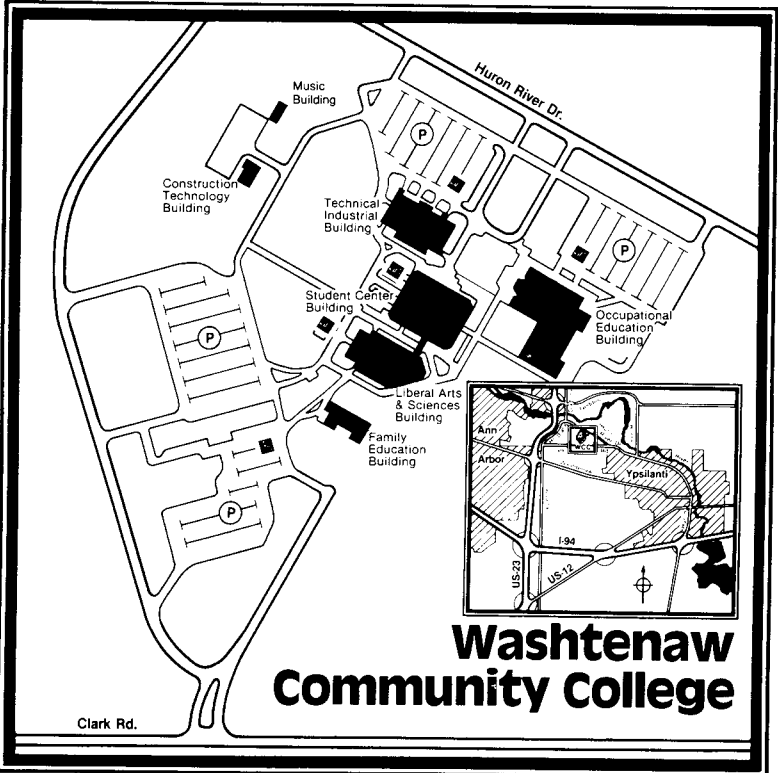 Huron River Dr.
Music
Building
P
Construction
Technology
Building
Technical
Industrial
Building
P
Student Center
Building
Occupational
Education
Building
P
Liberal Arts
& Sciences
Building
Family
Education
Building
P
Ann
Arbor
WCC
Ypsilanti
I-94
US-23
US-12
Washtenaw
Community College
Clark Rd.